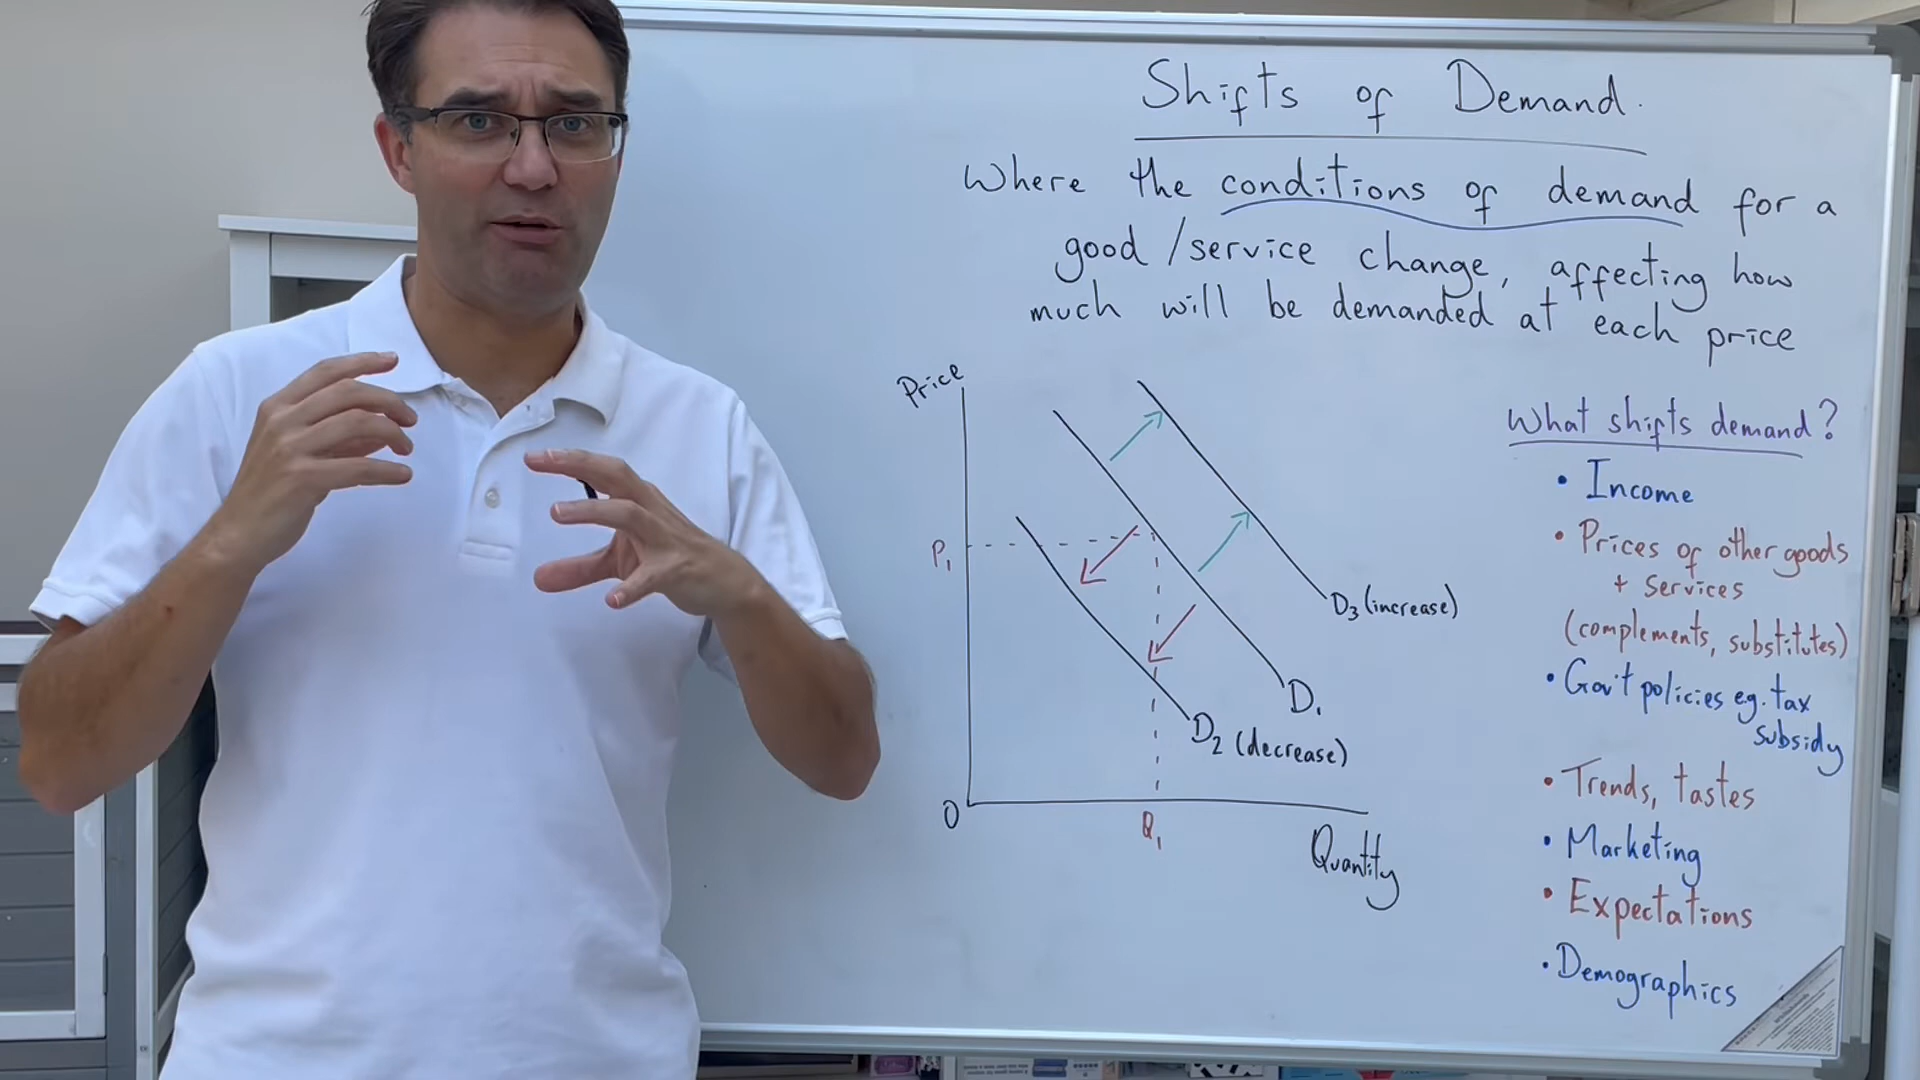 Shifts of Demand.
Where the conditions of demand for a
good/service change, affecting how
much will be demanded at each price
Price
P1
0
Q1
Quantity
D3 (increase)
D1
D2 (decrease)
What shifts demand?
• Income
• Prices of other goods
+ services
(complements, substitutes)
• Gov't policies eg. tax
subsidy
• Trends, tastes
• Marketing
• Expectations
• Demographics